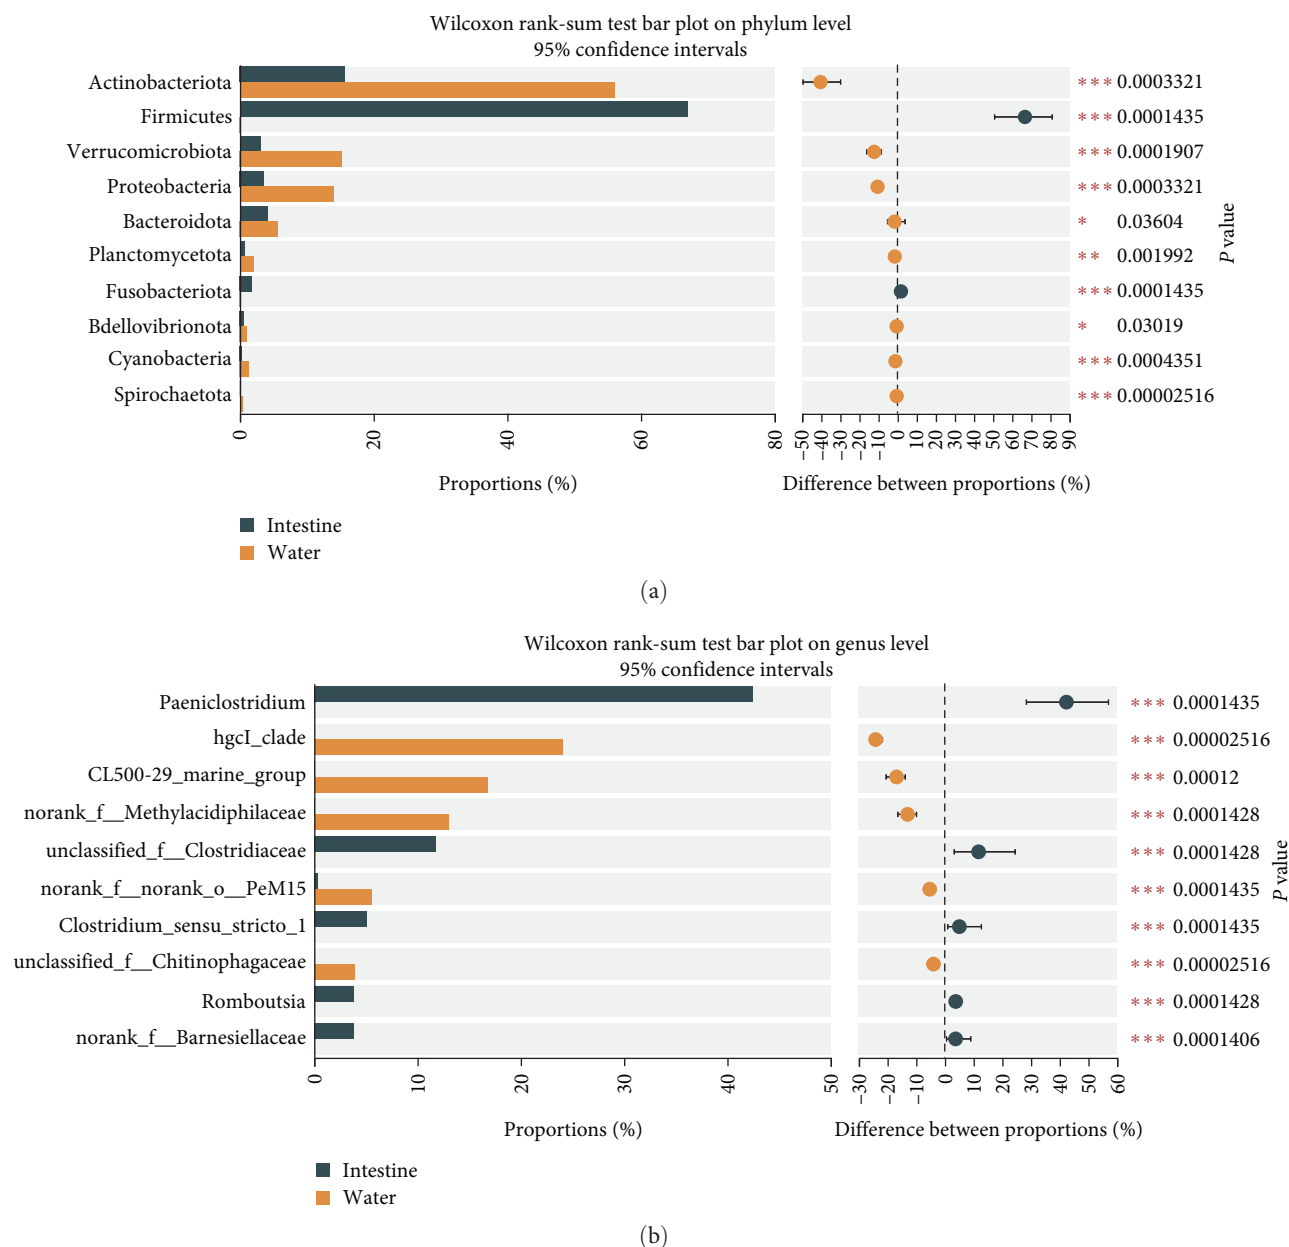 Wilcoxon rank-sum test bar plot on phylum level
95% confidence intervals
Actinobacteriota *** 0.0003321
Firmicutes *** 0.0001435
Verrucomicrobiota *** 0.0001907
Proteobacteria *** 0.0003321
Bacteroidota * 0.03604
Planctomycetota ** 0.001992
Fusobacteriota *** 0.0001435
Bdellovibrionota * 0.03019
Cyanobacteria *** 0.0004351
Spirochaetota *** 0.00002516
P value
0 20 40 60 80 −50 −40 −30 −20 −10 0 10 20 30 40 50 60 70 80 90
Proportions (%) Difference between proportions (%)
Intestine
Water
(a)
Wilcoxon rank-sum test bar plot on genus level
95% confidence intervals
Paeniclostridium *** 0.0001435
hgcI_clade *** 0.00002516
CL500-29_marine_group *** 0.00012
norank_f__Methylacidiphilaceae *** 0.0001428
unclassified_f__Clostridiaceae *** 0.0001428
norank_f__norank_o__PeM15 *** 0.0001435
Clostridium_sensu_stricto_1 *** 0.0001435
unclassified_f__Chitinophagaceae *** 0.00002516
Romboutsia *** 0.0001428
norank_f__Barnesiellaceae *** 0.0001406
P value
0 10 20 30 40 50 −30 −20 −10 0 10 20 30 40 50 60
Proportions (%) Difference between proportions (%)
Intestine
Water
(b)